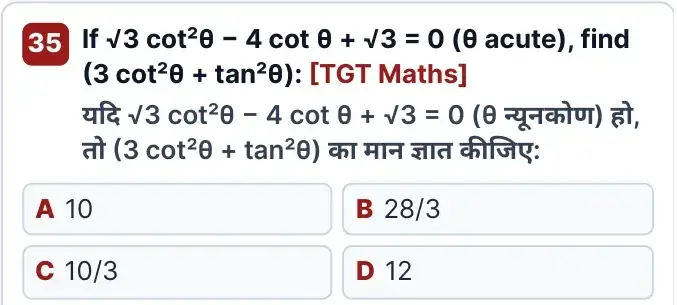 35 If √3 cot²θ − 4 cot θ + √3 = 0 (θ acute), find
(3 cot²θ + tan²θ): [TGT Maths]
यदि √3 cot²θ − 4 cot θ + √3 = 0 (θ न्यूनकोण) हो,
तो (3 cot²θ + tan²θ) का मान ज्ञात कीजिए:
A 10
B 28/3
C 10/3
D 12